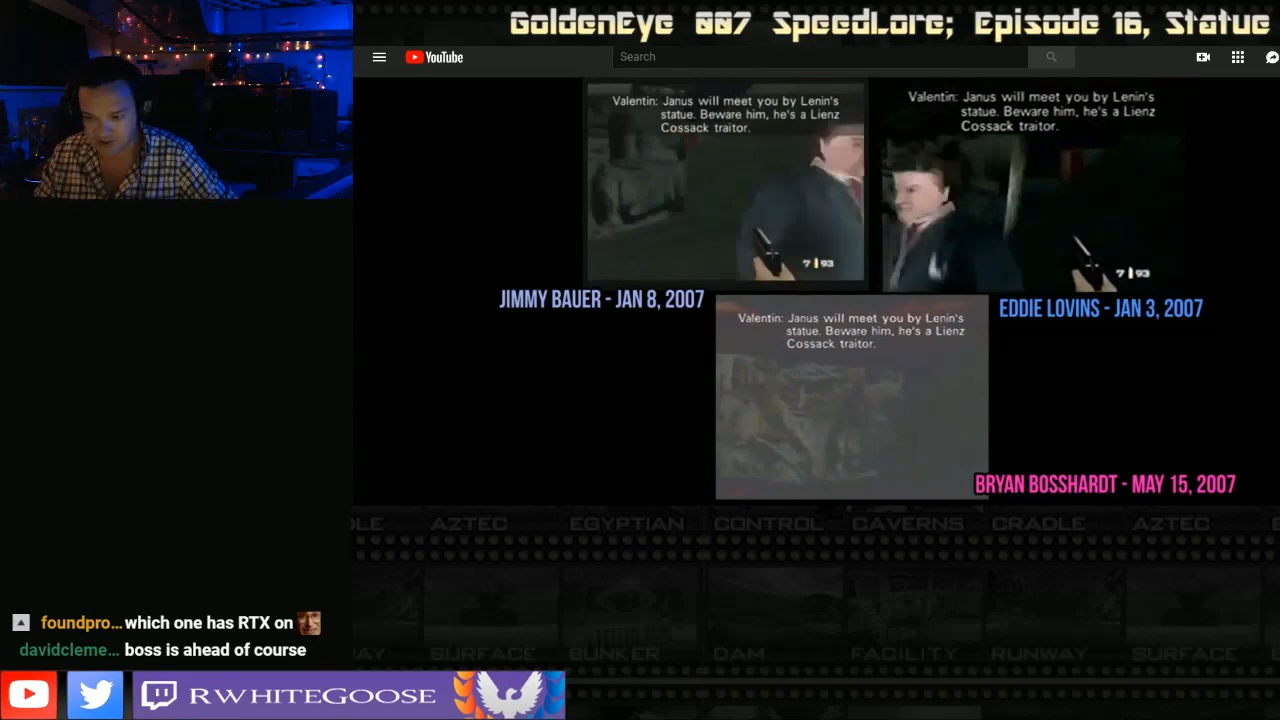 GoldenEye 007 SpeedLore; Episode 16, Statue
YouTube
Search
Valentin: Janus will meet you by Lenin's
statue. Beware him, he's a Lienz
Cossack traitor.
7 93
Valentin: Janus will meet you by Lenin's
statue. Beware him, he's a Lienz
Cossack traitor.
7 93
JIMMY BAUER - JAN 8, 2007
EDDIE LOVINS - JAN 3, 2007
Valentin: Janus will meet you by Lenin's
statue. Beware him, he's a Lienz
Cossack traitor.
BRYAN BOSSHARDT - MAY 15, 2007
DLE AZTEC EGYPTIAN CONTROL CAVERNS CRADLE AZTEC E
WAY SURFACE BUNKER DAM FACILITY RUNWAY SURFACE
foundpro... which one has RTX on
davidcleme... boss is ahead of course
RWHITEGOOSE